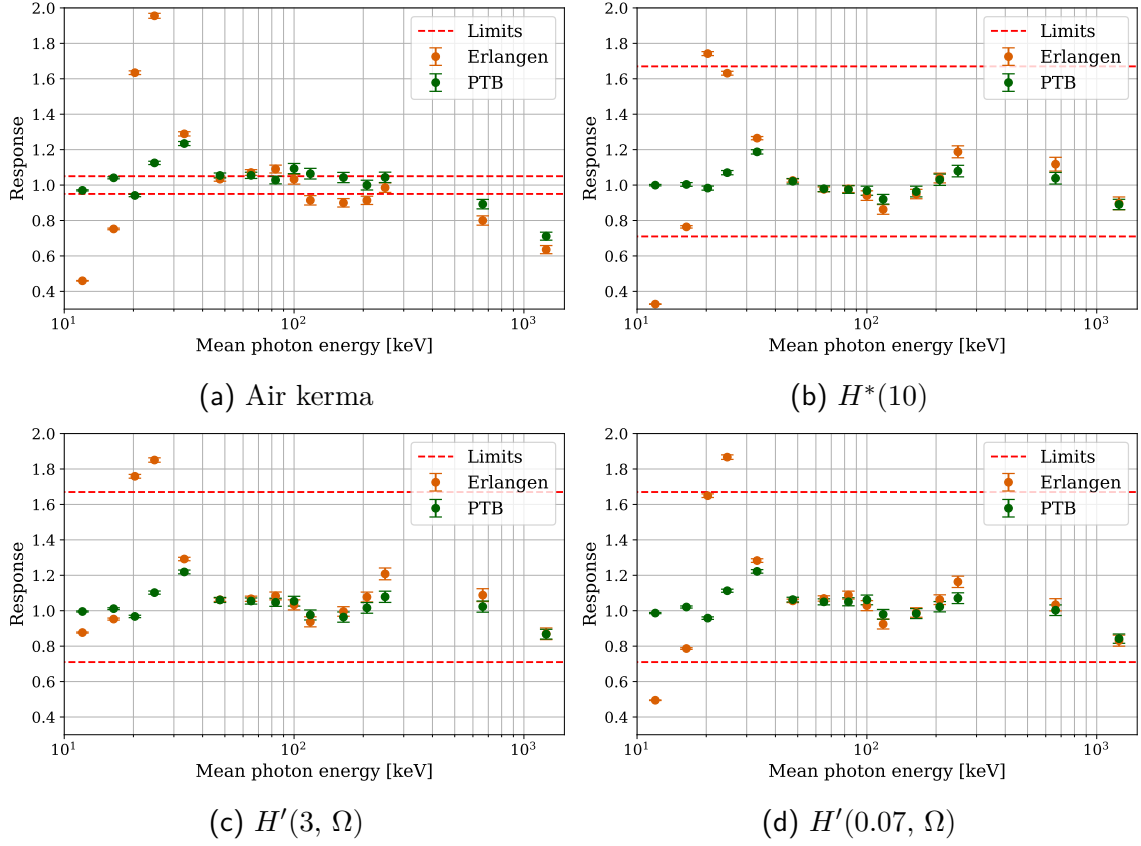 2.0
1.8
1.6
1.4
1.2
1.0
0.8
0.6
0.4
Response
Limits
Erlangen
PTB
10¹ 10² 10³
Mean photon energy [keV]
(a) Air kerma
2.0
1.8
1.6
1.4
1.2
1.0
0.8
0.6
0.4
Response
Limits
Erlangen
PTB
10¹ 10² 10³
Mean photon energy [keV]
(b) H*(10)
2.0
1.8
1.6
1.4
1.2
1.0
0.8
0.6
0.4
Response
Limits
Erlangen
PTB
10¹ 10² 10³
Mean photon energy [keV]
(c) H′(3, Ω)
2.0
1.8
1.6
1.4
1.2
1.0
0.8
0.6
0.4
Response
Limits
Erlangen
PTB
10¹ 10² 10³
Mean photon energy [keV]
(d) H′(0.07, Ω)